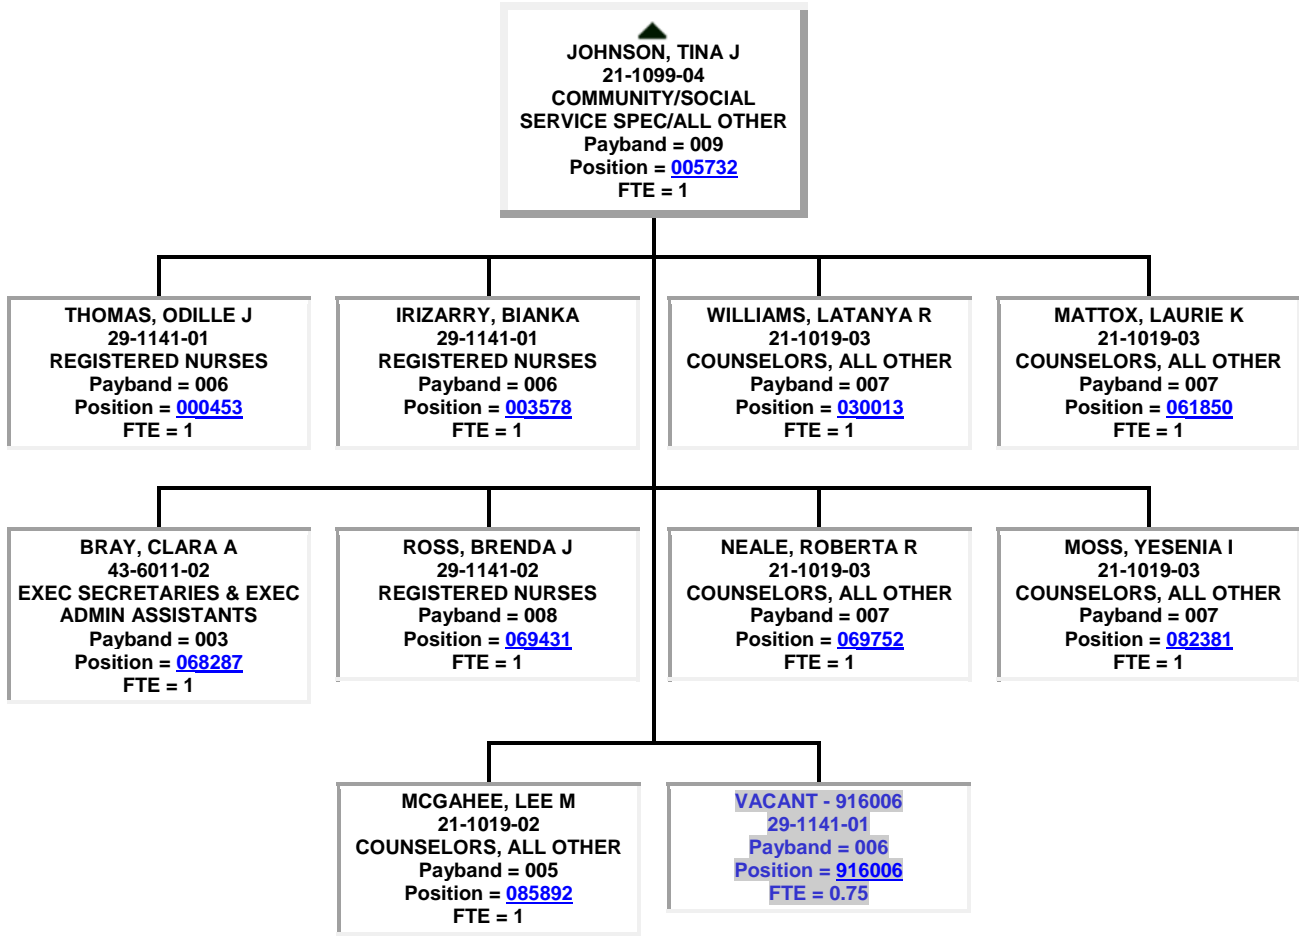 JOHNSON, TINA J
21-1099-04
COMMUNITY/SOCIAL
SERVICE SPEC/ALL OTHER
Payband = 009
Position = 005732
FTE = 1
THOMAS, ODILLE J
29-1141-01
REGISTERED NURSES
Payband = 006
Position = 000453
FTE = 1
IRIZARRY, BIANKA
29-1141-01
REGISTERED NURSES
Payband = 006
Position = 003578
FTE = 1
WILLIAMS, LATANYA R
21-1019-03
COUNSELORS, ALL OTHER
Payband = 007
Position = 030013
FTE = 1
MATTOX, LAURIE K
21-1019-03
COUNSELORS, ALL OTHER
Payband = 007
Position = 061850
FTE = 1
BRAY, CLARA A
43-6011-02
EXEC SECRETARIES & EXEC
ADMIN ASSISTANTS
Payband = 003
Position = 068287
FTE = 1
ROSS, BRENDA J
29-1141-02
REGISTERED NURSES
Payband = 008
Position = 069431
FTE = 1
NEALE, ROBERTA R
21-1019-03
COUNSELORS, ALL OTHER
Payband = 007
Position = 069752
FTE = 1
MOSS, YESENIA I
21-1019-03
COUNSELORS, ALL OTHER
Payband = 007
Position = 082381
FTE = 1
MCGAHEE, LEE M
21-1019-02
COUNSELORS, ALL OTHER
Payband = 005
Position = 085892
FTE = 1
VACANT - 916006
29-1141-01
Payband = 006
Position = 916006
FTE = 0.75